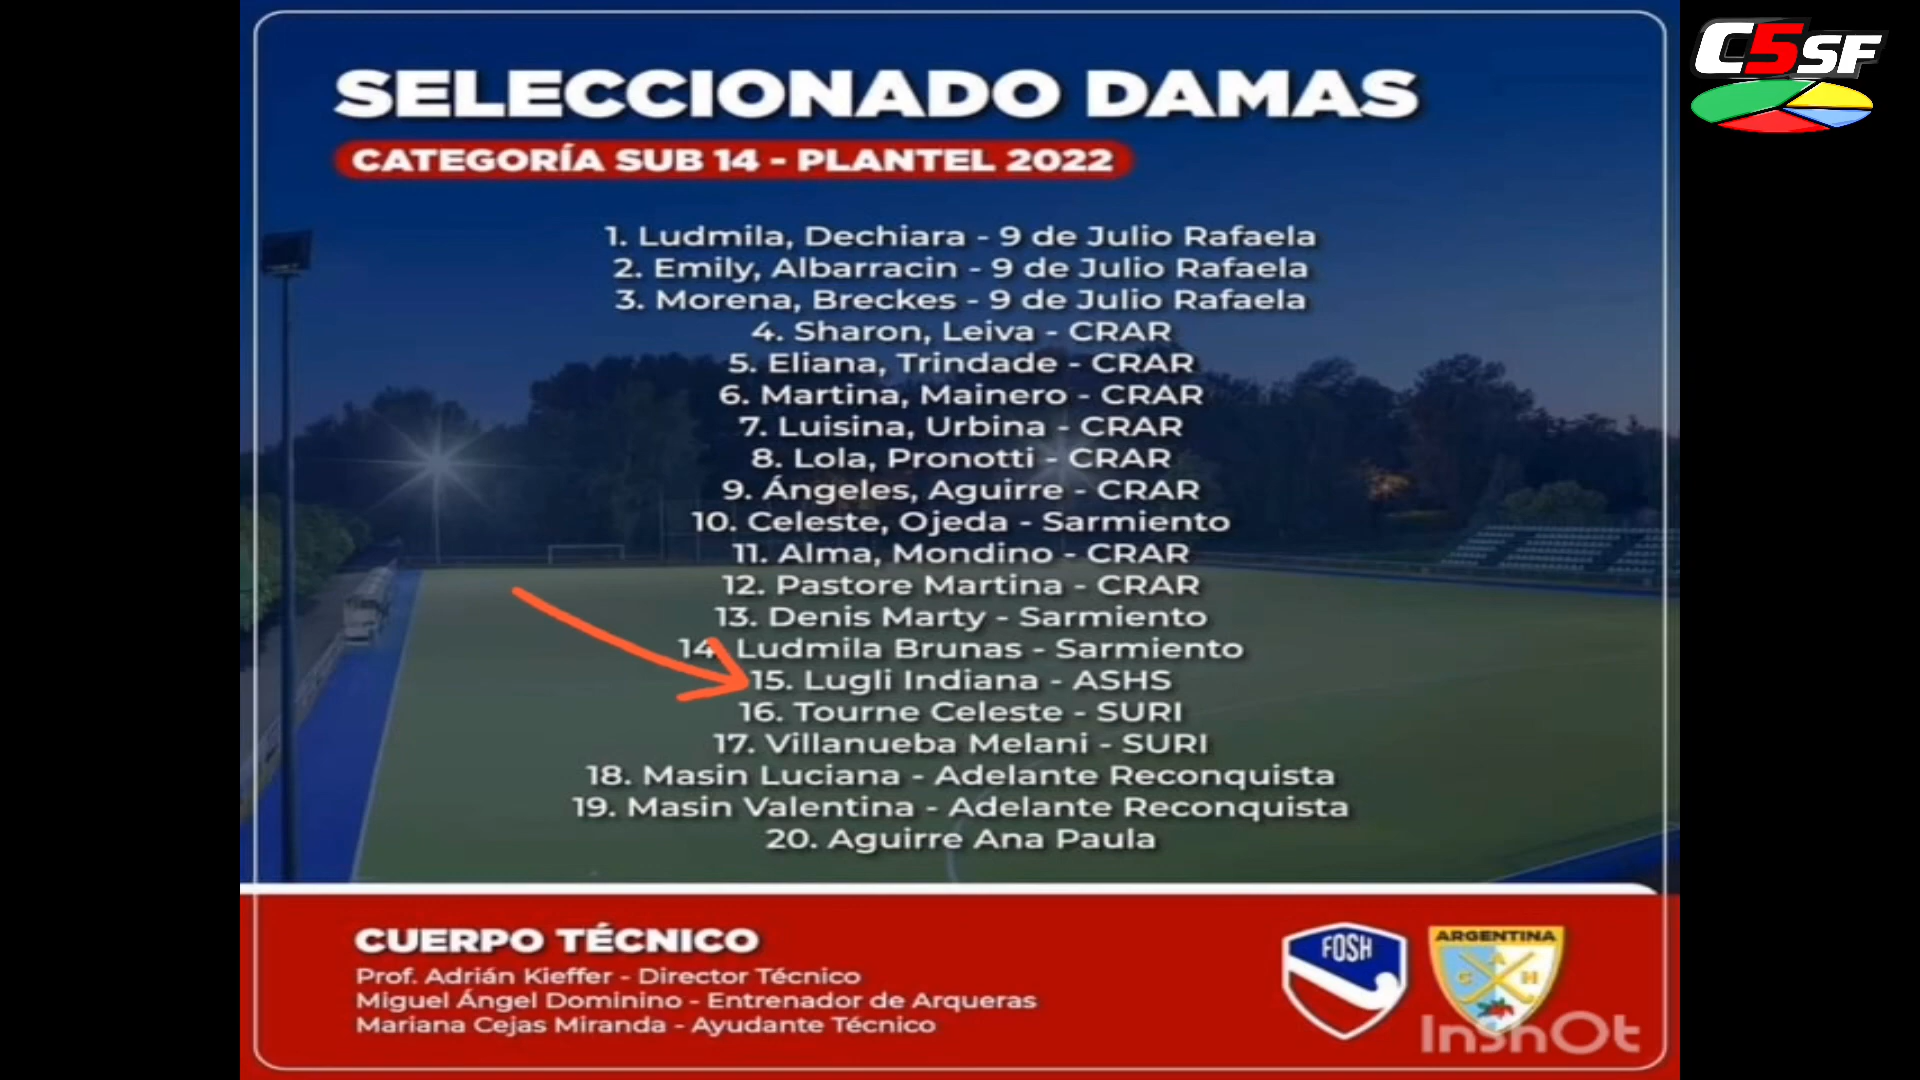 C5SF
SELECCIONADO DAMAS
CATEGORÍA SUB 14 - PLANTEL 2022
1. Ludmila, Dechiara - 9 de Julio Rafaela
2. Emily, Albarracin - 9 de Julio Rafaela
3. Morena, Breckes - 9 de Julio Rafaela
4. Sharon, Leiva - CRAR
5. Eliana, Trindade - CRAR
6. Martina, Mainero - CRAR
7. Luisina, Urbina - CRAR
8. Lola, Pronotti - CRAR
9. Ángeles, Aguirre - CRAR
10. Celeste, Ojeda - Sarmiento
11. Alma, Mondino - CRAR
12. Pastore Martina - CRAR
13. Denis Marty - Sarmiento
14. Ludmila Brunas - Sarmiento
15. Lugli Indiana - ASHS
16. Tourne Celeste - SURI
17. Villanueba Melani - SURI
18. Masin Luciana - Adelante Reconquista
19. Masin Valentina - Adelante Reconquista
20. Aguirre Ana Paula
CUERPO TÉCNICO
Prof. Adrián Kieffer - Director Técnico
Miguel Ángel Dominino - Entrenador de Arqueras
Mariana Cejas Miranda - Ayudante Técnico
FOSH
ARGENTINA
C A H
InShOt